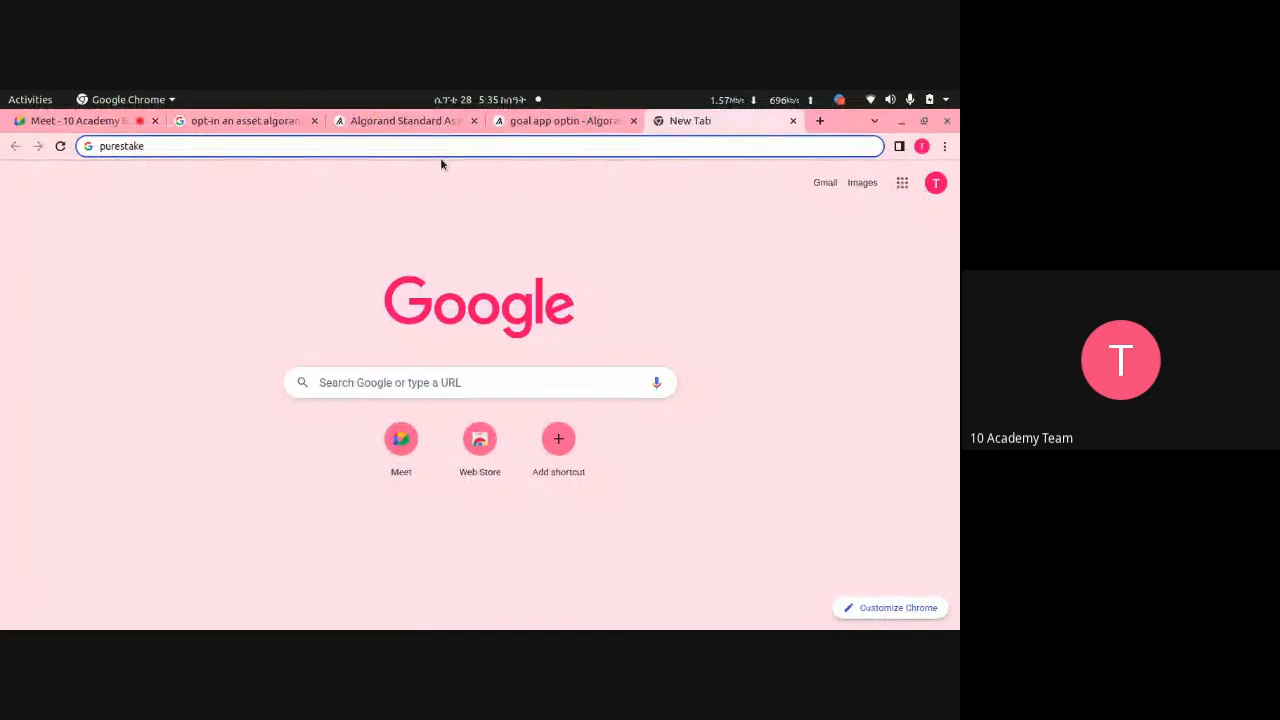 Activities
Google Chrome
ሴፕቴ 28 5:35 ከሰዓት
1.57Mb/s
696kb/s
Meet - 10 Academy
opt-in an asset algoran
Algorand Standard As
goal app optin - Algora
New Tab
purestake
T
Gmail
Images
T
Google
Search Google or type a URL
Meet
Web Store
Add shortcut
Customize Chrome
T
10 Academy Team